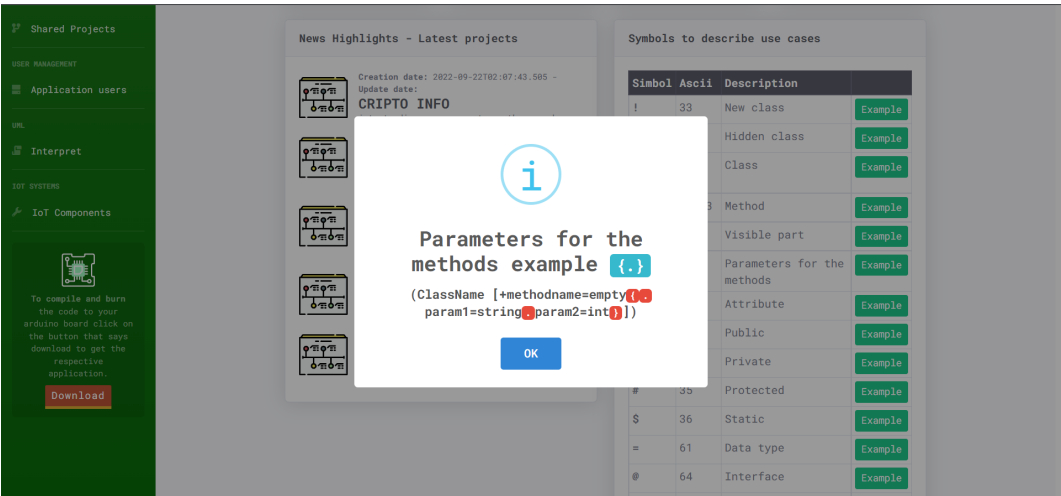 Shared Projects
USER MANAGEMENT
Application users
UML
Interpret
IOT SYSTEMS
IoT Components
To compile and burn
the code to your
arduino board click on
the button that says
download to get the
respective
application.
Download
News Highlights - Latest projects
Creation date: 2022-09-22T02:07:43.505 -
Update date:
CRIPTO INFO
Parameters for the
methods example {.}
(ClassName [+methodname=empty{.
param1=string.param2=int}])
OK
Symbols to describe use cases
Simbol Ascii Description
! 33 New class Example
Hidden class Example
Class Example
3 Method Example
Visible part Example
Parameters for the Example
methods
Attribute Example
Public Example
Private Example
# 35 Protected Example
$ 36 Static Example
= 61 Data type Example
@ 64 Interface Example